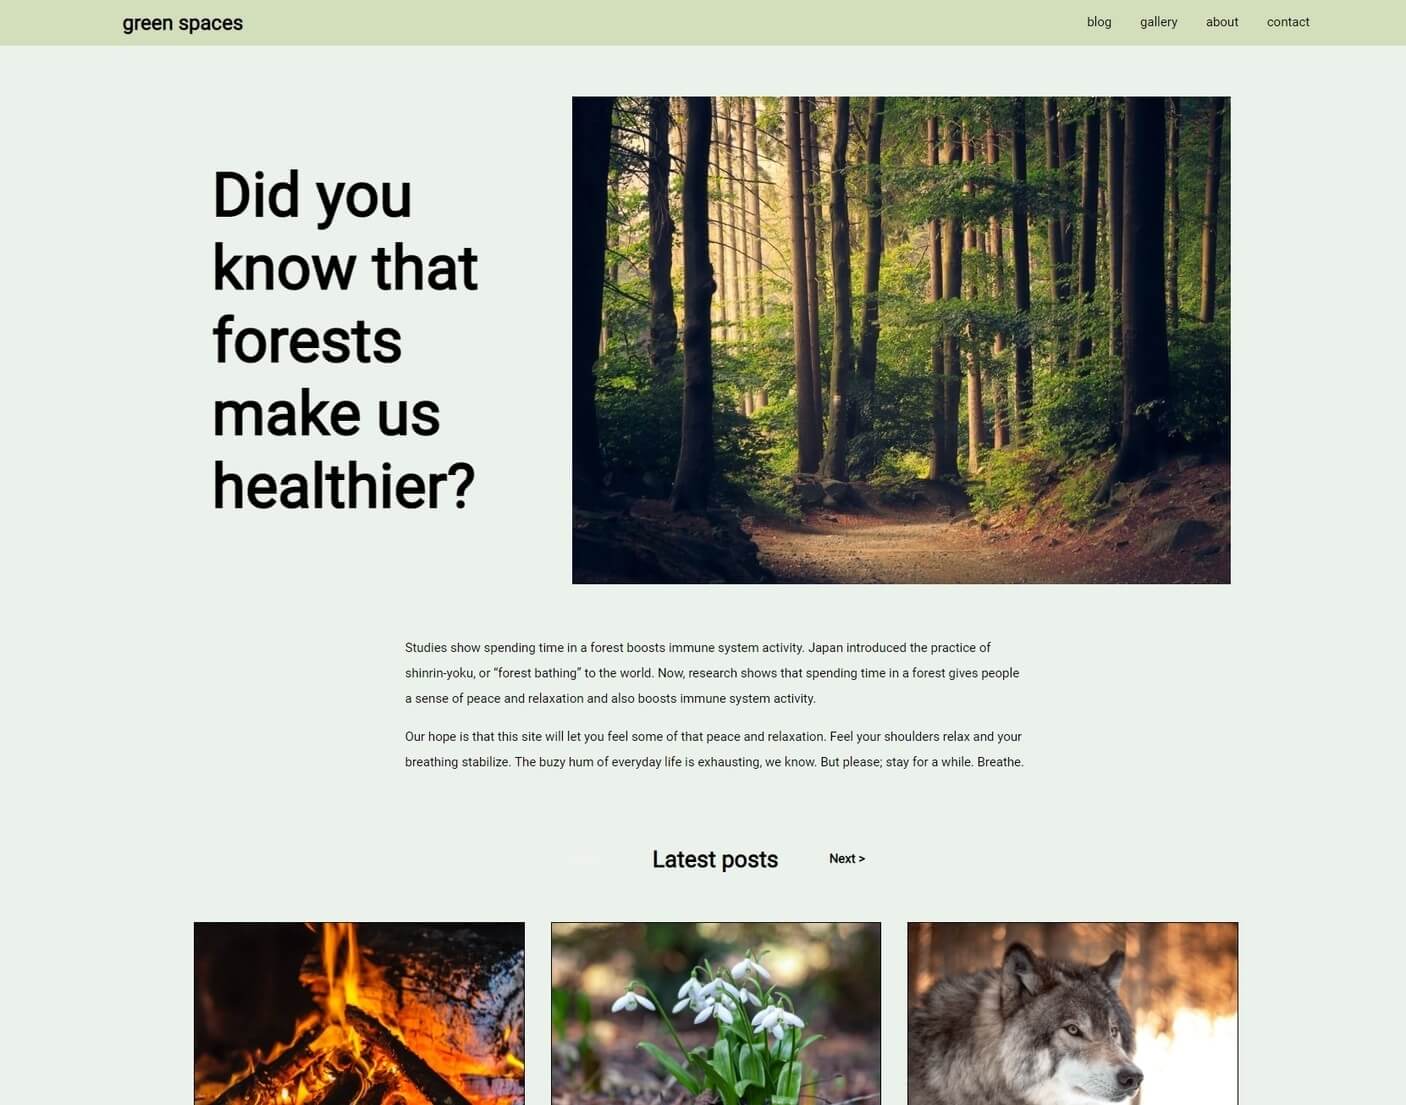 green spaces
blog gallery about contact
Did you
know that
forests
make us
healthier?
Studies show spending time in a forest boosts immune system activity. Japan introduced the practice of
shinrin-yoku, or “forest bathing” to the world. Now, research shows that spending time in a forest gives people
a sense of peace and relaxation and also boosts immune system activity.
Our hope is that this site will let you feel some of that peace and relaxation. Feel your shoulders relax and your
breathing stabilize. The buzy hum of everyday life is exhausting, we know. But please; stay for a while. Breathe.
Latest posts
Next >